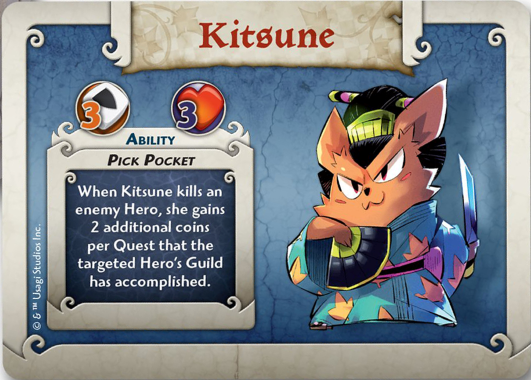 Kitsune
3 3
ABILITY
PICK POCKET
When Kitsune kills an
enemy Hero, she gains
2 additional coins
per Quest that the
targeted Hero's Guild
has accomplished.
© & ™ Usagi Studios Inc.